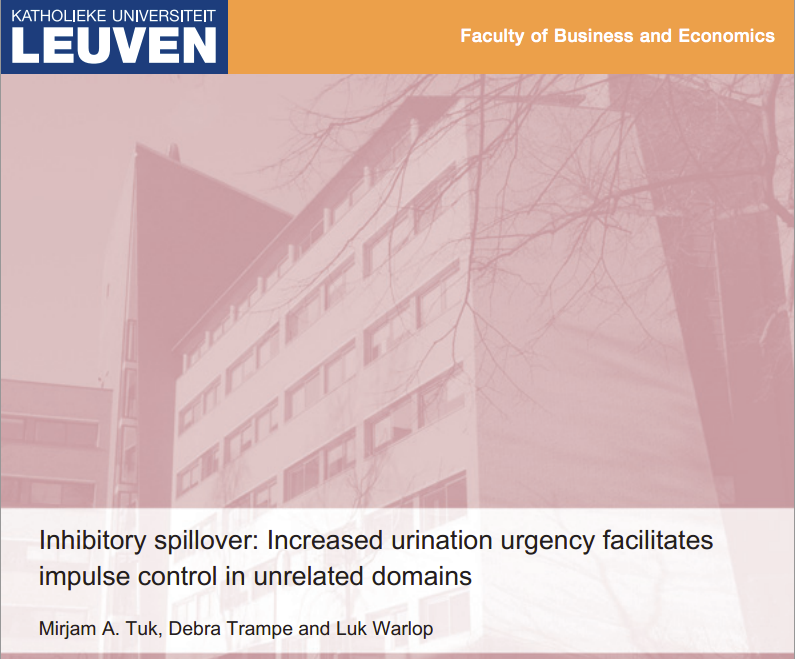 KATHOLIEKE UNIVERSITEIT
LEUVEN
Faculty of Business and Economics
Inhibitory spillover: Increased urination urgency facilitates
impulse control in unrelated domains
Mirjam A. Tuk, Debra Trampe and Luk Warlop